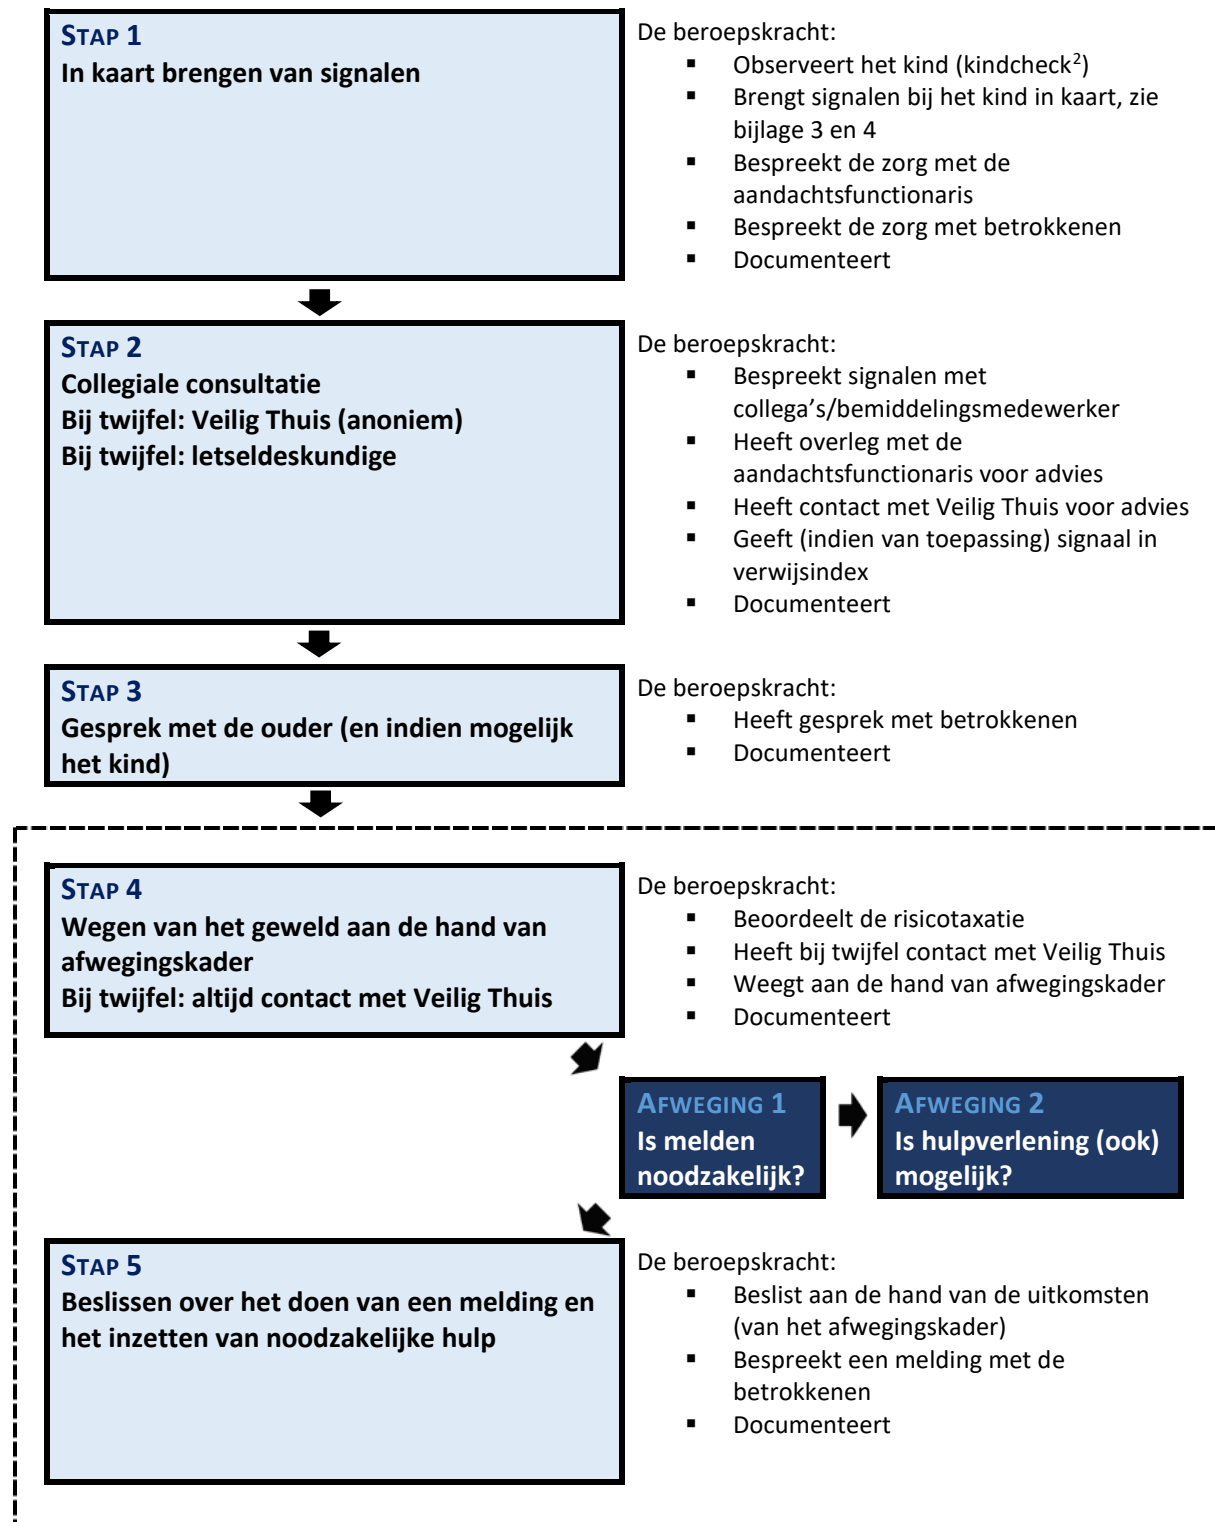 STAP 1
In kaart brengen van signalen
De beroepskracht:
▪ Observeert het kind (kindcheck²)
▪ Brengt signalen bij het kind in kaart, zie
bijlage 3 en 4
▪ Bespreekt de zorg met de
aandachtsfunctionaris
▪ Bespreekt de zorg met betrokkenen
▪ Documenteert
STAP 2
Collegiale consultatie
Bij twijfel: Veilig Thuis (anoniem)
Bij twijfel: letseldeskundige
De beroepskracht:
▪ Bespreekt signalen met
collega’s/bemiddelingsmedewerker
▪ Heeft overleg met de
aandachtsfunctionaris voor advies
▪ Heeft contact met Veilig Thuis voor advies
▪ Geeft (indien van toepassing) signaal in
verwijsindex
▪ Documenteert
STAP 3
Gesprek met de ouder (en indien mogelijk
het kind)
De beroepskracht:
▪ Heeft gesprek met betrokkenen
▪ Documenteert
STAP 4
Wegen van het geweld aan de hand van
afwegingskader
Bij twijfel: altijd contact met Veilig Thuis
De beroepskracht:
▪ Beoordeelt de risicotaxatie
▪ Heeft bij twijfel contact met Veilig Thuis
▪ Weegt aan de hand van afwegingskader
▪ Documenteert
AFWEGING 1
Is melden
noodzakelijk?
AFWEGING 2
Is hulpverlening (ook)
mogelijk?
STAP 5
Beslissen over het doen van een melding en
het inzetten van noodzakelijke hulp
De beroepskracht:
▪ Beslist aan de hand van de uitkomsten
(van het afwegingskader)
▪ Bespreekt een melding met de
betrokkenen
▪ Documenteert